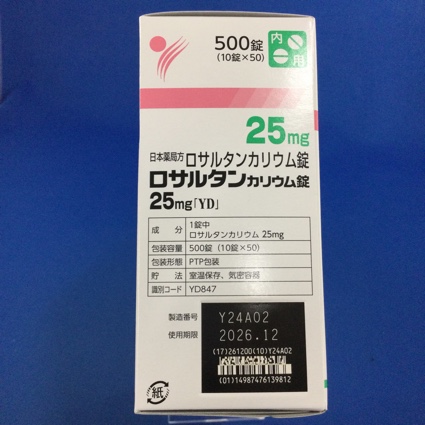 500錠
(10錠×50)
内
用
25mg
日本薬局方 ロサルタンカリウム錠
ロサルタンカリウム錠
25mg「YD」
成分 1錠中
ロサルタンカリウム 25mg
包装容量 500錠（10錠×50）
包装形態 PTP包装
貯法 室温保存、気密容器
識別コード YD847
製造番号 Y24A02
使用期限 2026.12
(17)261200(10)Y24A02
(01)14987476139812
紙